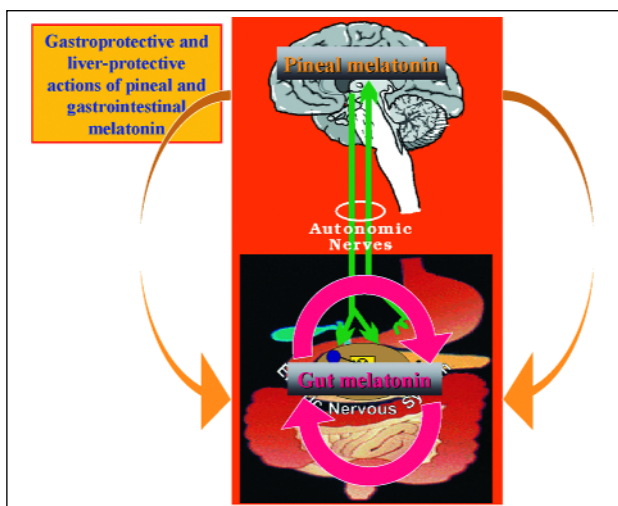 Gastroprotective and
liver-protective
actions of pineal and
gastrointestinal
melatonin
Pineal melatonin
Autonomic
Nerves
Gut melatonin
Nervous